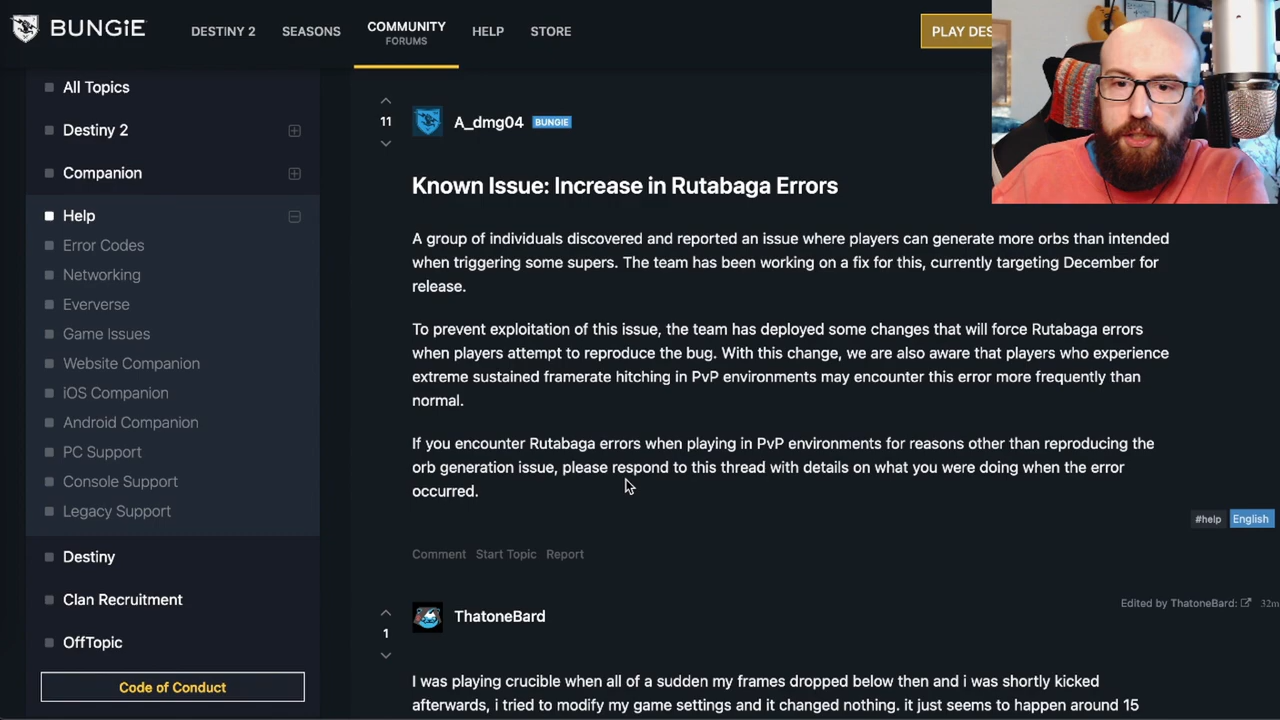 BUNGiE
DESTINY 2
SEASONS
COMMUNITY
FORUMS
HELP
STORE
All Topics
Destiny 2
Companion
Help
Error Codes
Networking
Eververse
Game Issues
Website Companion
iOS Companion
Android Companion
PC Support
Console Support
Legacy Support
Destiny
Clan Recruitment
OffTopic
Code of Conduct
11
A_dmg04 BUNGIE
Known Issue: Increase in Rutabaga Errors
A group of individuals discovered and reported an issue where players can generate more orbs than intended
when triggering some supers. The team has been working on a fix for this, currently targeting December for
release.
To prevent exploitation of this issue, the team has deployed some changes that will force Rutabaga errors
when players attempt to reproduce the bug. With this change, we are also aware that players who experience
extreme sustained framerate hitching in PvP environments may encounter this error more frequently than
normal.
If you encounter Rutabaga errors when playing in PvP environments for reasons other than reproducing the
orb generation issue, please respond to this thread with details on what you were doing when the error
occurred.
#help English
Comment Start Topic Report
Edited by ThatoneBard: 32m
1
ThatoneBard
I was playing crucible when all of a sudden my frames dropped below then and i was shortly kicked
afterwards, i tried to modify my game settings and it changed nothing. it just seems to happen around 15